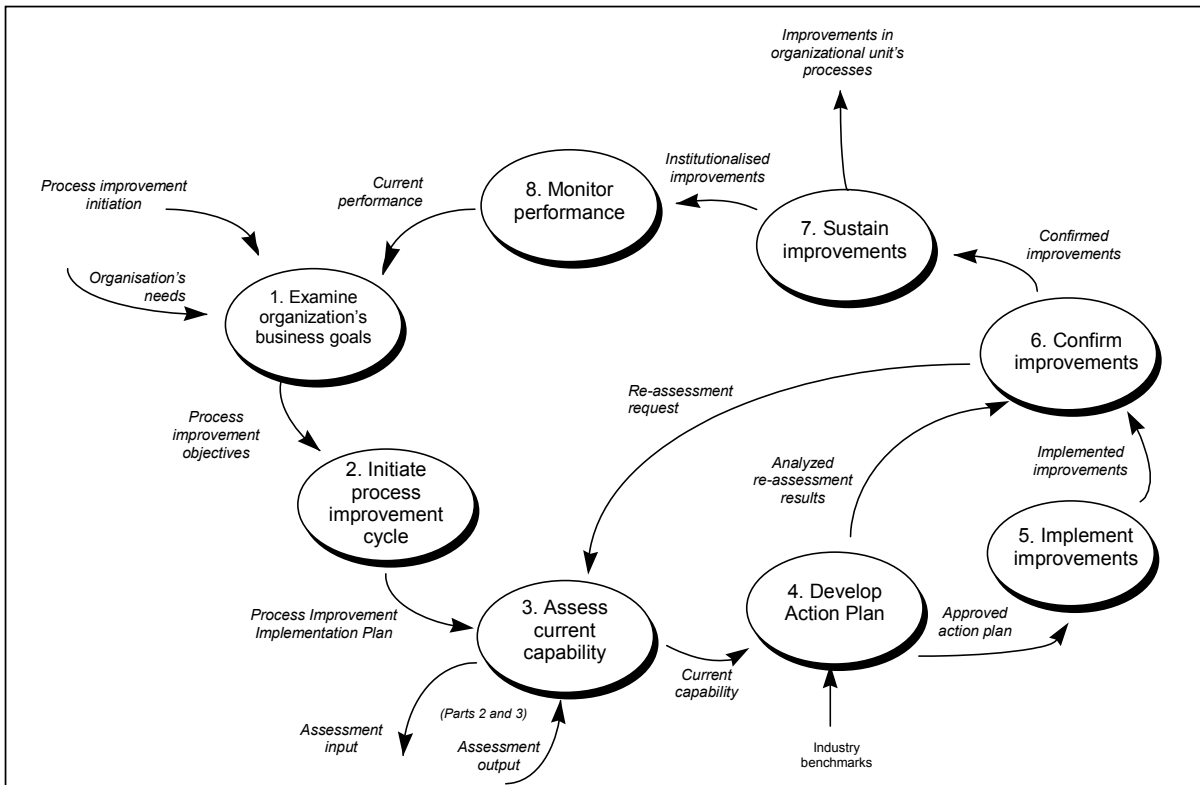 Improvements in
organizational unit's
processes
Institutionalised
improvements
Process improvement
initiation
Current
performance
8. Monitor
performance
7. Sustain
improvements
Confirmed
improvements
Organisation's
needs
1. Examine
organization's
business goals
6. Confirm
improvements
Re-assessment
request
Process
improvement
objectives
Analyzed
re-assessment
results
Implemented
improvements
2. Initiate
process
improvement
cycle
5. Implement
improvements
4. Develop
Action Plan
3. Assess
current
capability
Process Improvement
Implementation Plan
Approved
action plan
Current
capability
(Parts 2 and 3)
Assessment
input
Assessment
output
Industry
benchmarks